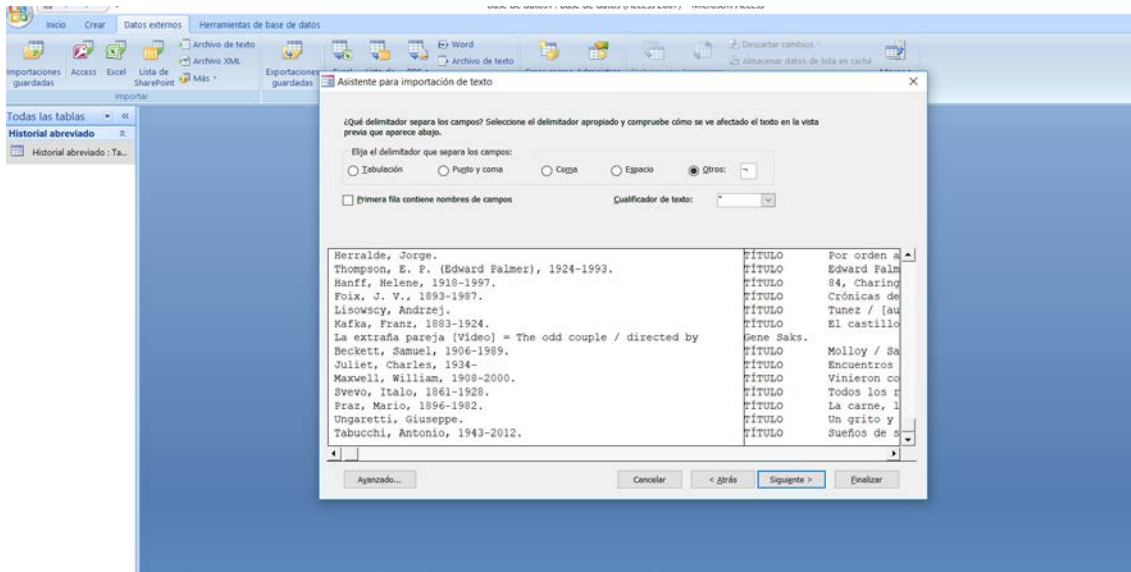 Inicio Crear Datos externos Herramientas de base de datos
Importaciones guardadas Access Excel Lista de SharePoint Archivo de texto Archivo XML Más
Exportaciones guardadas Word Archivo de texto Descartar cambios Almacenar datos de lista en caché
Importar
Asistente para importación de texto
¿Qué delimitador separa los campos? Seleccione el delimitador apropiado y compruebe cómo se ve afectado el texto en la vista
previa que aparece abajo.
Elija el delimitador que separa los campos:
Tabulación Punto y coma Coma Espacio Otros: ¬
Primera fila contiene nombres de campos Cualificador de texto: "
Todas las tablas
Historial abreviado
Historial abreviado : Ta...
Herralde, Jorge. TÍTULO Por orden a
Thompson, E. P. (Edward Palmer), 1924-1993. TÍTULO Edward Palm
Hanff, Helene, 1918-1997. TÍTULO 84, Charing
Foix, J. V., 1893-1987. TÍTULO Crónicas de
Lisowscy, Andrzej. TÍTULO Tunez / [au
Kafka, Franz, 1883-1924. TÍTULO El castillo
La extraña pareja [Vídeo] = The odd couple / directed by Gene Saks.
Beckett, Samuel, 1906-1989. TÍTULO Molloy / Sa
Juliet, Charles, 1934- TÍTULO Encuentros
Maxwell, William, 1908-2000. TÍTULO Vinieron co
Svevo, Italo, 1861-1928. TÍTULO Todos los r
Praz, Mario, 1896-1982. TÍTULO La carne, l
Ungaretti, Giuseppe. TÍTULO Un grito y
Tabucchi, Antonio, 1943-2012. TÍTULO Sueños de s
Avanzado... Cancelar < Atrás Siguiente > Finalizar